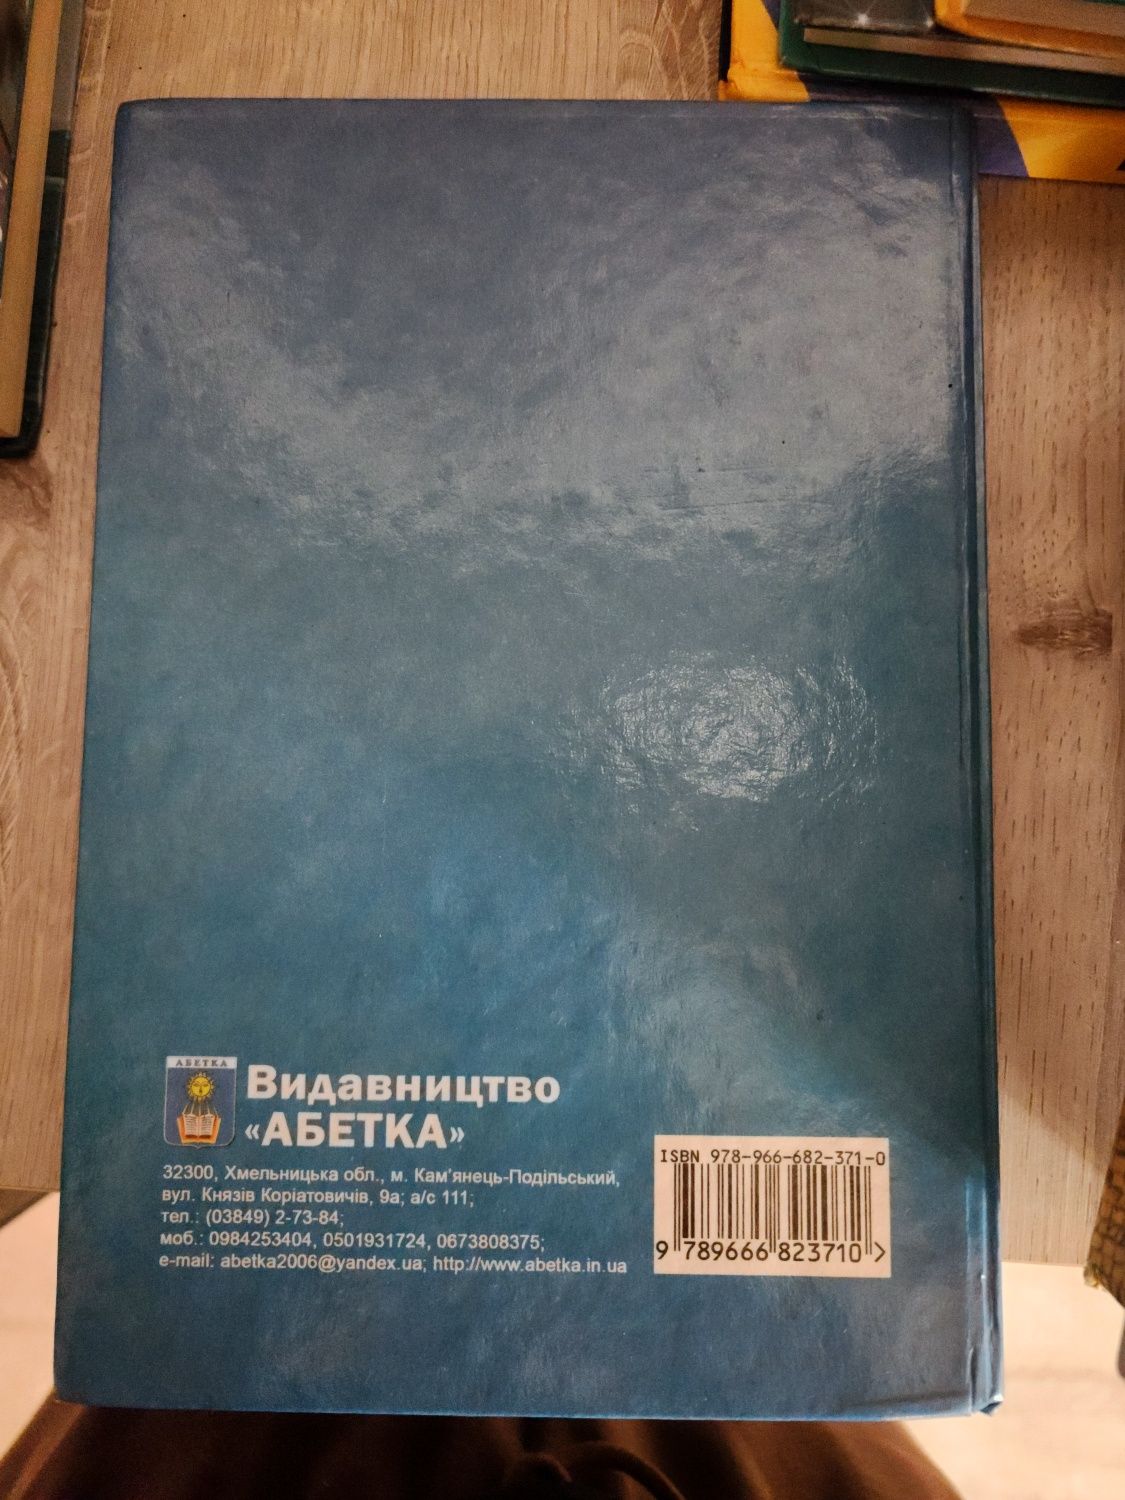 АБЕТКА
Видавництво
«АБЕТКА»
32300, Хмельницька обл., м. Кам'янець-Подільський,
вул. Князів Коріатовичів, 9а; а/с 111;
тел.: (03849) 2-73-84;
моб.: 0984253404, 0501931724, 0673808375;
e-mail: abetka2006@yandex.ua; http://www.abetka.in.ua
ISBN 978-966-682-371-0
9 789666 823710 >